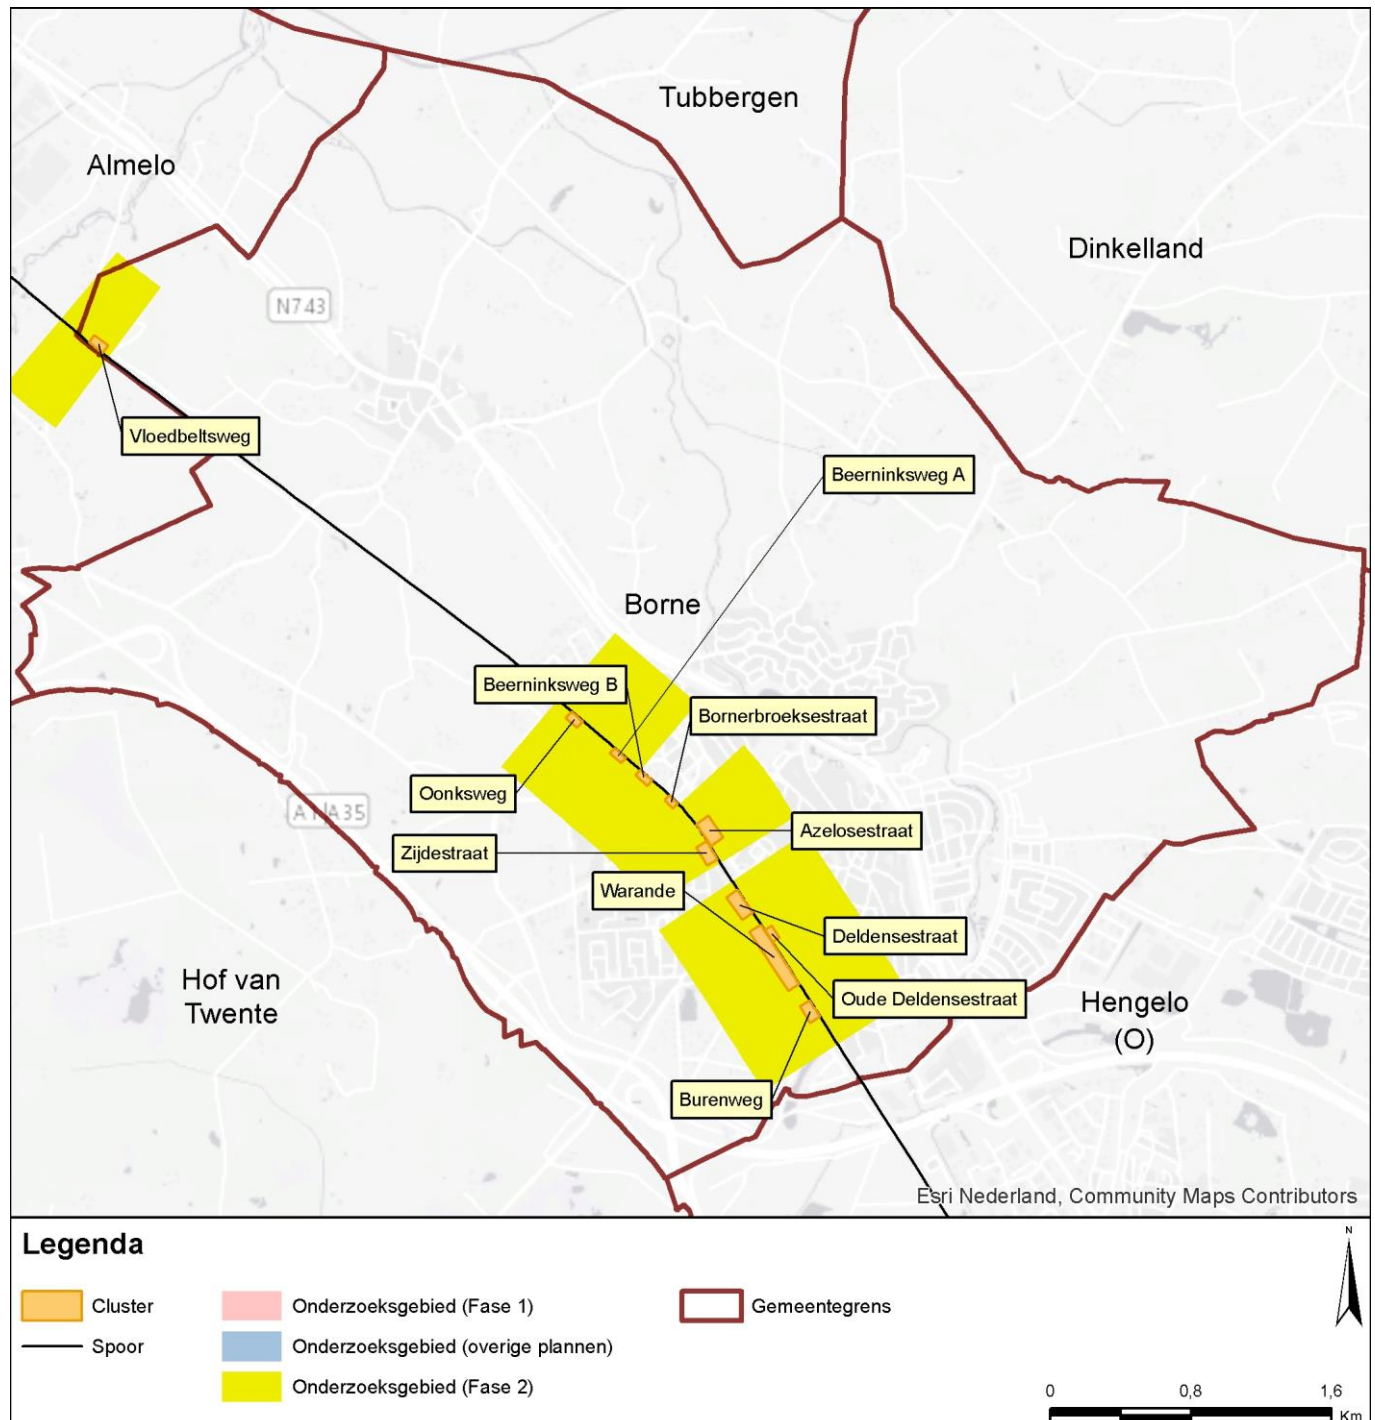 Tubbergen
Almelo
Dinkelland
N743
Vloedbeltsweg
Beerninksweg A
Borne
Beerninksweg B
Bornerbroeksestraat
Oonksweg
A1/A35
Azelosestraat
Zijdestraat
Warande
Deldensestraat
Hof van
Twente
Oude Deldensestraat
Hengelo
(O)
Burenweg
Esri Nederland, Community Maps Contributors
Legenda
N
Cluster
Onderzoeksgebied (Fase 1)
Gemeentegrens
Spoor
Onderzoeksgebied (overige plannen)
Onderzoeksgebied (Fase 2)
0 0,8 1,6
Km